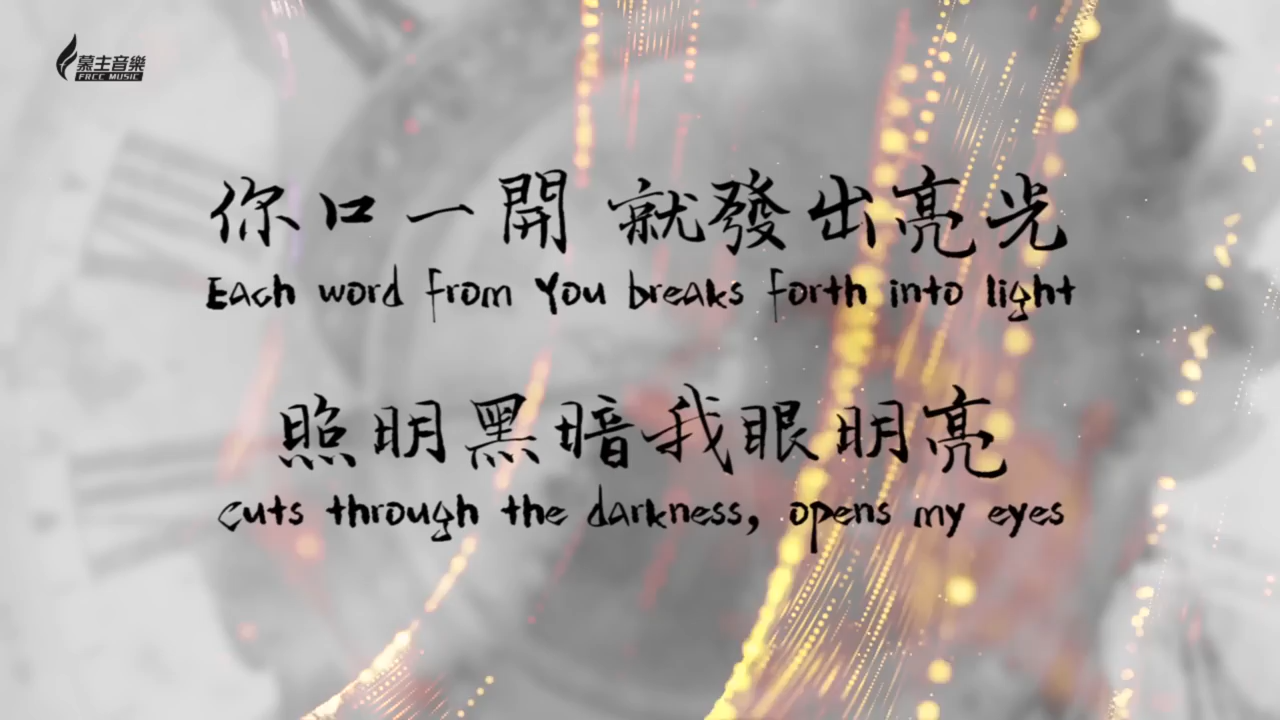 慕主音樂
FRCC MUSIC
你口一開 就發出亮光
Each word from You breaks forth into light
照明黑暗我眼明亮
cuts through the darkness, opens my eyes